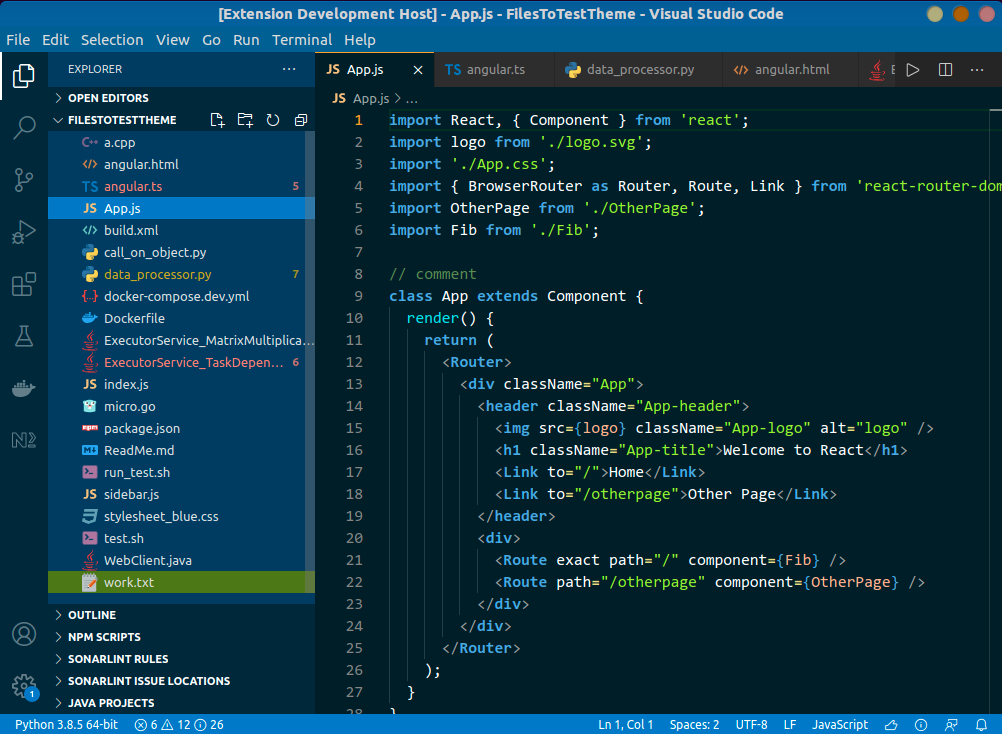 [Extension Development Host] - App.js - FilesToTestTheme - Visual Studio Code
File Edit Selection View Go Run Terminal Help
EXPLORER ...
JS App.js × TS angular.ts data_processor.py <> angular.html E ...
OPEN EDITORS
FILESTOTESTTHEME
C++ a.cpp
<> angular.html
TS angular.ts 5
JS App.js
</> build.xml
call_on_object.py
data_processor.py 7
{..} docker-compose.dev.yml
Dockerfile
ExecutorService_MatrixMultiplica...
ExecutorService_TaskDepen... 6
JS index.js
micro.go
npm package.json
ReadMe.md
run_test.sh
JS sidebar.js
stylesheet_blue.css
test.sh
WebClient.java
work.txt
OUTLINE
NPM SCRIPTS
SONARLINT RULES
SONARLINT ISSUE LOCATIONS
JAVA PROJECTS
1
JS App.js > ...
1 import React, { Component } from 'react';
2 import logo from './logo.svg';
3 import './App.css';
4 import { BrowserRouter as Router, Route, Link } from 'react-router-dom
5 import OtherPage from './OtherPage';
6 import Fib from './Fib';
7
8 // comment
9 class App extends Component {
10 render() {
11 return (
12 <Router>
13 <div className="App">
14 <header className="App-header">
15 <img src={logo} className="App-logo" alt="logo" />
16 <h1 className="App-title">Welcome to React</h1>
17 <Link to="/">Home</Link>
18 <Link to="/otherpage">Other Page</Link>
19 </header>
20 <div>
21 <Route exact path="/" component={Fib} />
22 <Route path="/otherpage" component={OtherPage} />
23 </div>
24 </div>
25 </Router>
26 );
27 }
28 }
Python 3.8.5 64-bit 6 12 26 Ln 1, Col 1 Spaces: 2 UTF-8 LF JavaScript